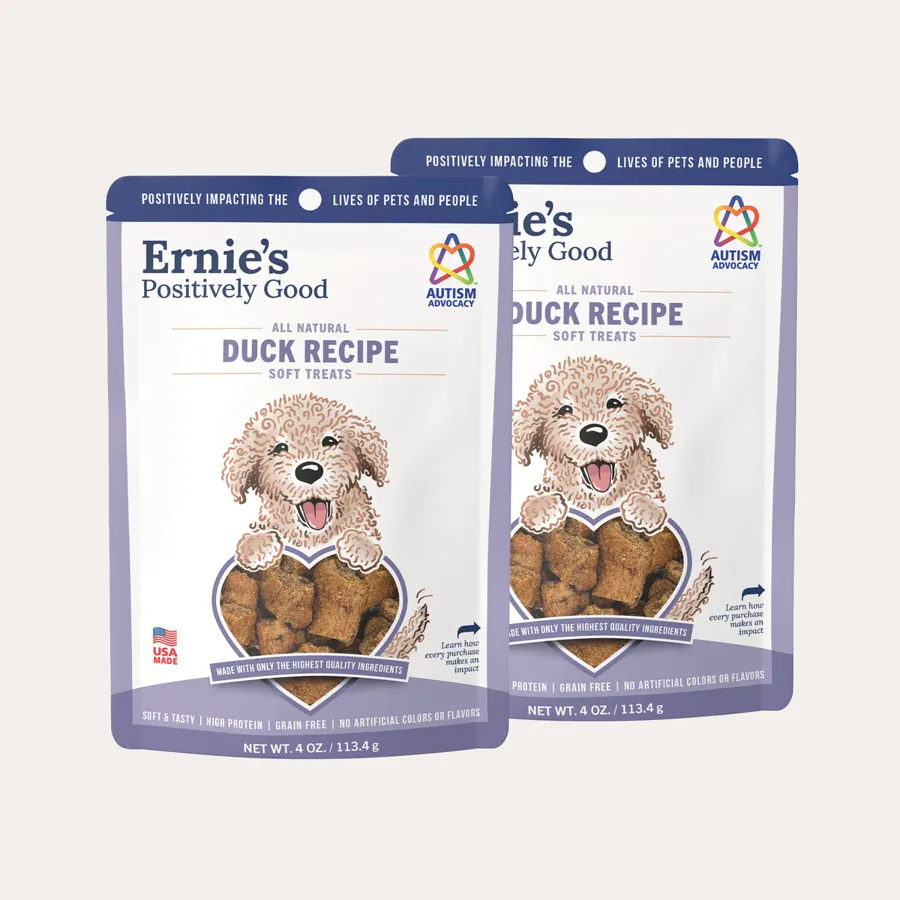 POSITIVELY IMPACTING THE LIVES OF PETS AND PEOPLE
Ernie's
Positively Good
AUTISM
ADVOCACY
ALL NATURAL
DUCK RECIPE
SOFT TREATS
Learn how
every purchase
makes an
impact
USA
MADE
MADE WITH ONLY THE HIGHEST QUALITY INGREDIENTS
SOFT & TASTY | HIGH PROTEIN | GRAIN FREE | NO ARTIFICIAL COLORS OR FLAVORS
NET WT. 4 OZ. / 113.4 g
POSITIVELY IMPACTING THE LIVES OF PETS AND PEOPLE
ie's
ely Good
AUTISM
ADVOCACY
ALL NATURAL
DUCK RECIPE
SOFT TREATS
Learn how
every purchase
makes an
impact
DE WITH ONLY THE HIGHEST QUALITY INGREDIENTS
PROTEIN | GRAIN FREE | NO ARTIFICIAL COLORS OR FLAVORS
NET WT. 4 OZ. / 113.4 g